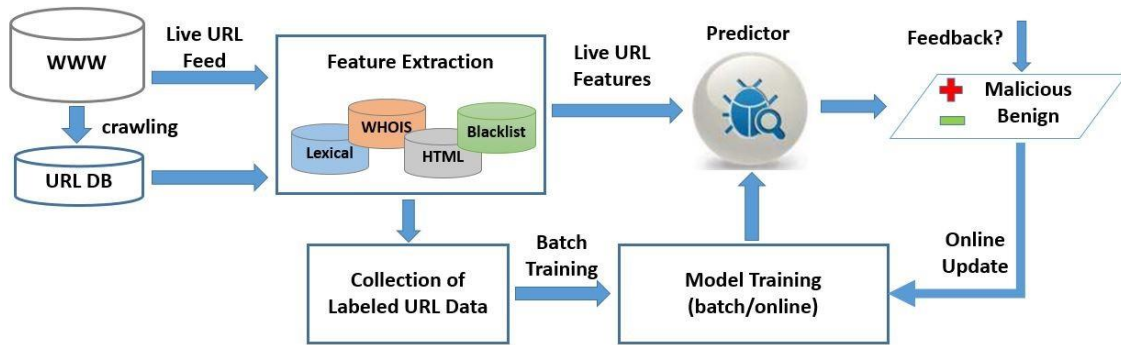 WWW
Live URL
Feed
crawling
URL DB
Feature Extraction
Lexical
WHOIS
HTML
Blacklist
Live URL
Features
Predictor
Feedback?
Malicious
Benign
Collection of
Labeled URL Data
Batch
Training
Model Training
(batch/online)
Online
Update